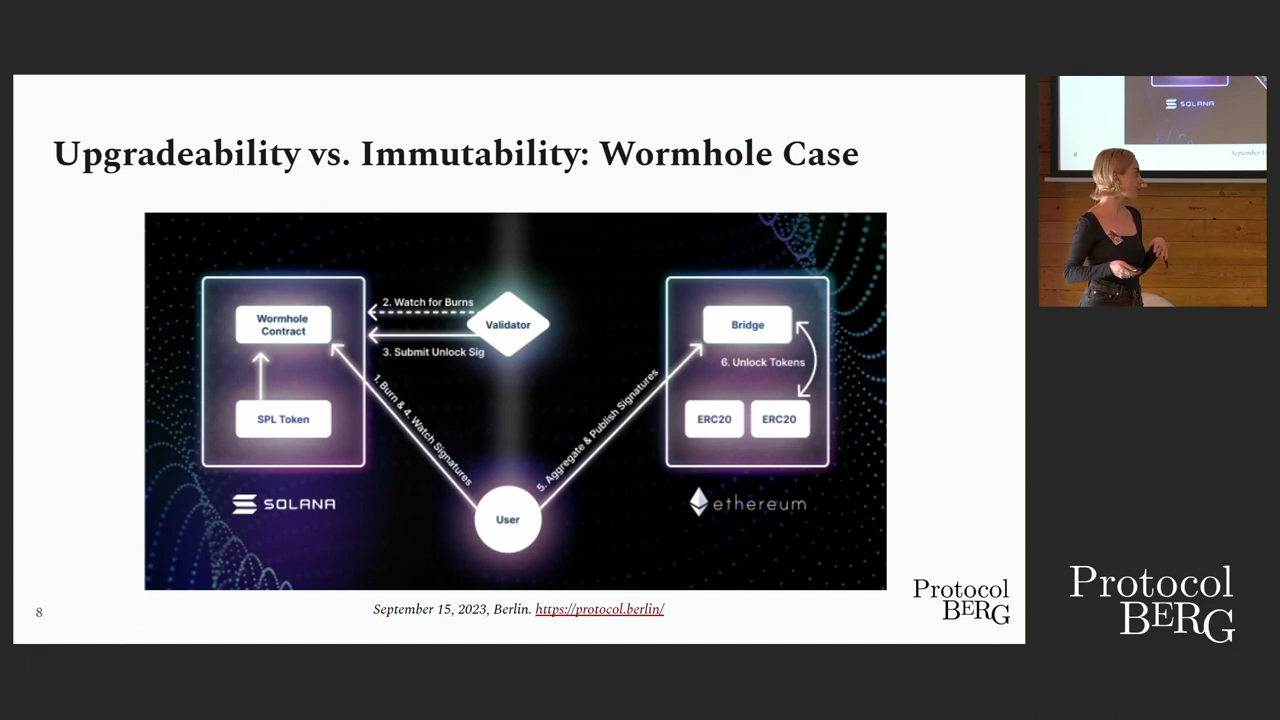 Upgradeability vs. Immutability: Wormhole Case
Wormhole
Contract
SPL Token
SOLANA
2. Watch for Burns
3. Submit Unlock Sig
Validator
1. Burn & 4. Watch Signatures
5. Aggregate & Publish Signatures
User
Bridge
6. Unlock Tokens
ERC20
ERC20
ethereum
8
September 15, 2023, Berlin. https://protocol.berlin/
Protocol
BERG
SOLANA
8
Protocol
BERG